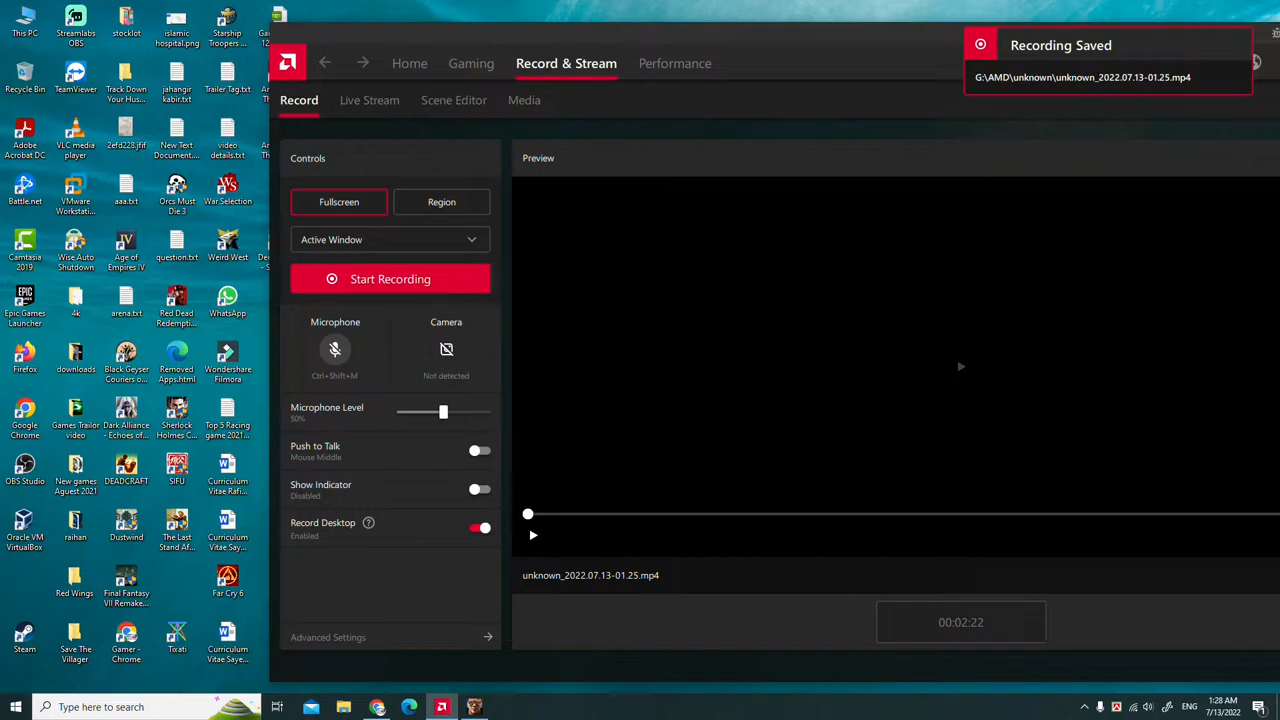 This PC
Streamlabs
OBS
stocklot
islamic
hospital.png
Starship
Troopers ...
Recycle Bin
TeamViewer
Track Down
Your Hus...
jahangir
kabir.txt
Trailer Tag.txt
Adobe
Acrobat DC
VLC media
player
2efd228.jfif
New Text
Document....
video
details.txt
Battle.net
VMware
Workstati...
aaa.txt
Orcs Must
Die 3
War Selection
Camtasia
2019
Wise Auto
Shutdown
Age of
Empires IV
question.txt
Weird West
Epic Games
Launcher
4k
arena.txt
Red Dead
Redemptio...
WhatsApp
Firefox
downloads
Black Geyser
Couriers o...
Removed
Apps.html
Wondershare
Filmora
Google
Chrome
Games Trailor
video
Dark Alliance
- Echoes of...
Sherlock
Holmes C...
Top 5 Racing
game 2021...
OBS Studio
New games
Aguest 2021
DEADCRAFT
SIFU
Curriculum
Vitae Rafi...
Oracle VM
VirtualBox
raihan
Dustwind
The Last
Stand Af...
Curriculum
Vitae Say...
Red Wings
Final Fantasy
VII Remake...
Far Cry 6
Steam
Save The
Villager
Gamer -
Chrome
Tixati
Curriculum
Vitae Saye...
Home
Gaming
Record & Stream
Performance
Record
Live Stream
Scene Editor
Media
Recording Saved
G:\AMD\unknown\unknown_2022.07.13-01.25.mp4
Controls
Fullscreen
Region
Active Window
Start Recording
Microphone
Camera
Ctrl+Shift+M
Not detected
Microphone Level
50%
Push to Talk
Mouse Middle
Show Indicator
Disabled
Record Desktop
Enabled
Advanced Settings
Preview
unknown_2022.07.13-01.25.mp4
00:02:22
Type here to search
ENG
1:28 AM
7/13/2022